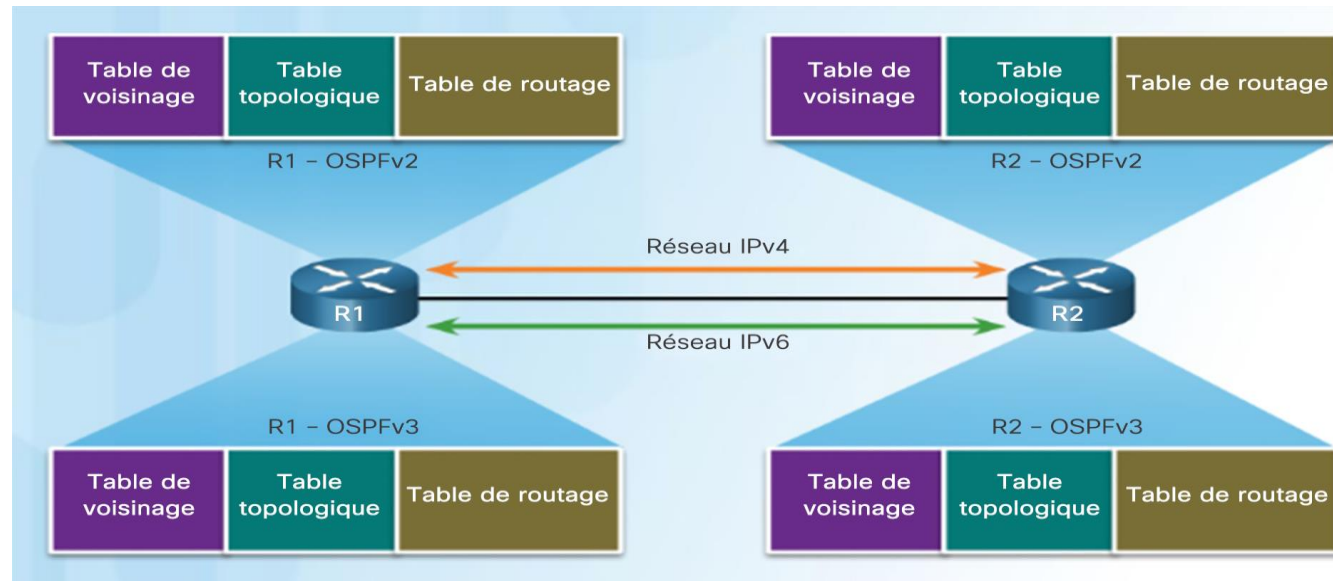 Table de voisinage
Table topologique
Table de routage
Table de voisinage
Table topologique
Table de routage
R1 – OSPFv2
R2 – OSPFv2
Réseau IPv4
R1
R2
Réseau IPv6
R1 – OSPFv3
R2 – OSPFv3
Table de voisinage
Table topologique
Table de routage
Table de voisinage
Table topologique
Table de routage